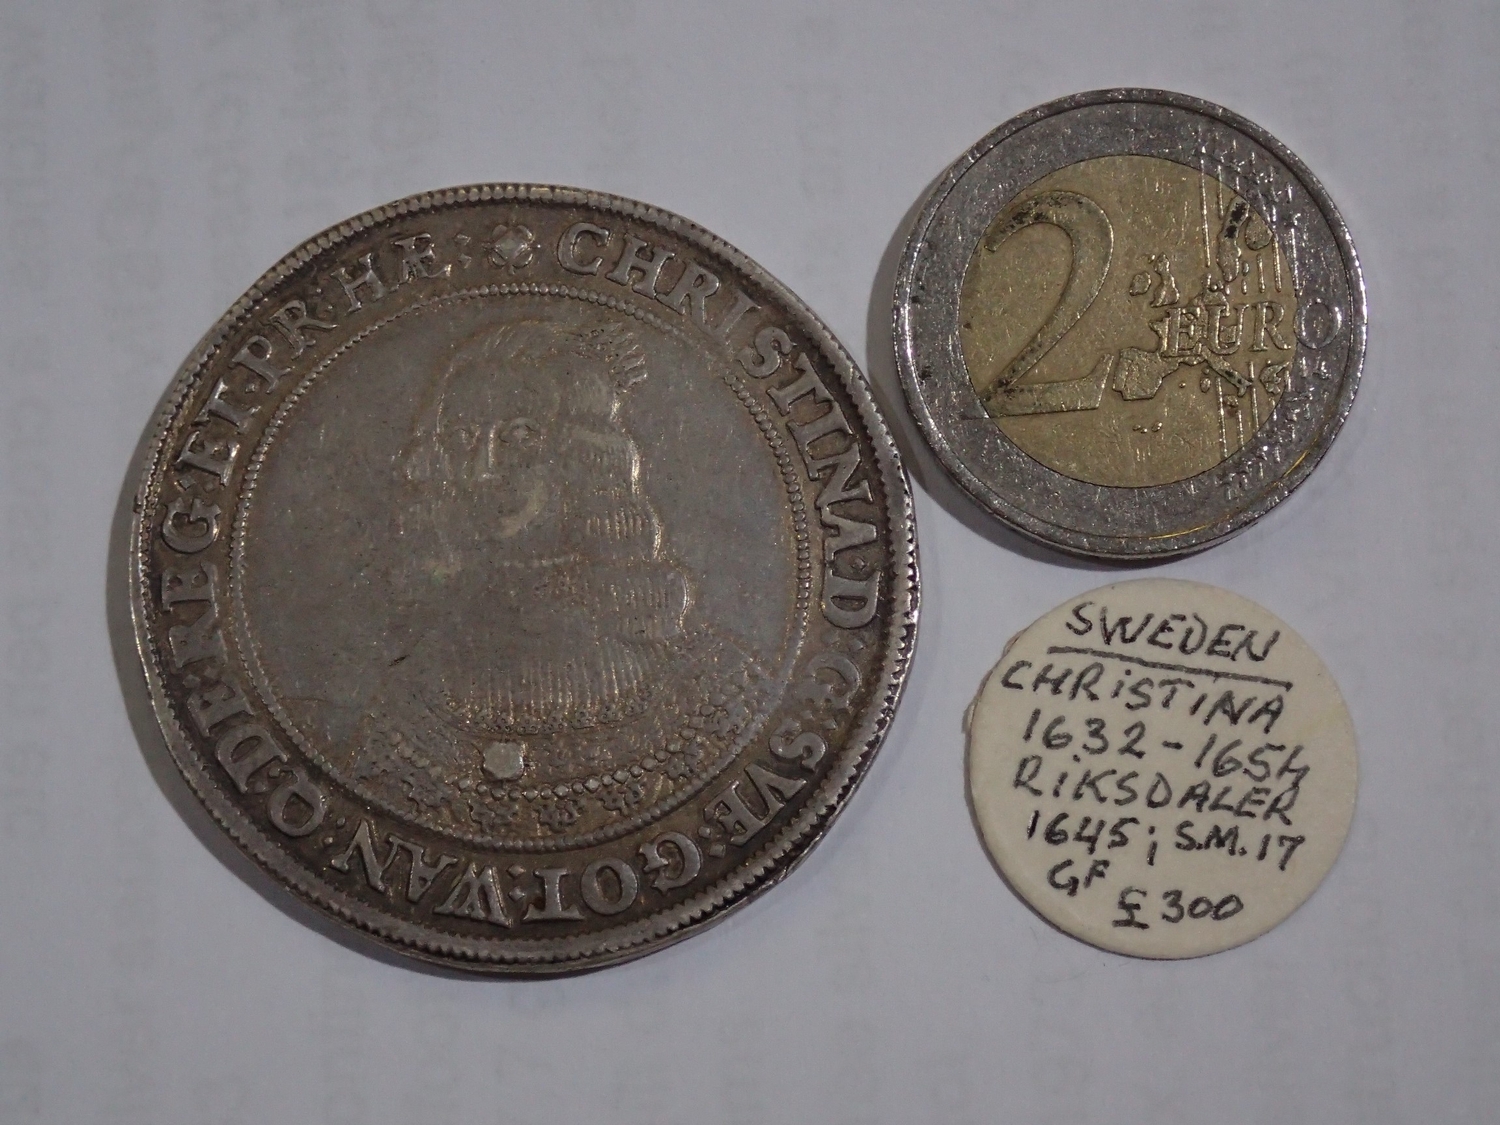 CHRISTINA·D:G:SVE:GOT:WAN:Q:DE:REG·ET·PR·HÆ:
2 EURO
SWEDEN
CHRISTINA
1632-1654
RIKSDALER
1645; S.M. 17
GF
£300